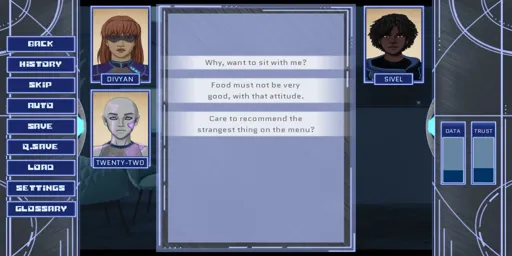 BACK
HISTORY
SKIP
AUTO
SAVE
Q.SAVE
LOAD
SETTINGS
GLOSSARY
DIVYAN
TWENTY-TWO
Why, want to sit with me?
Food must not be very
good, with that attitude.
Care to recommend the
strangest thing on the menu?
SIVEL
DATA
TRUST